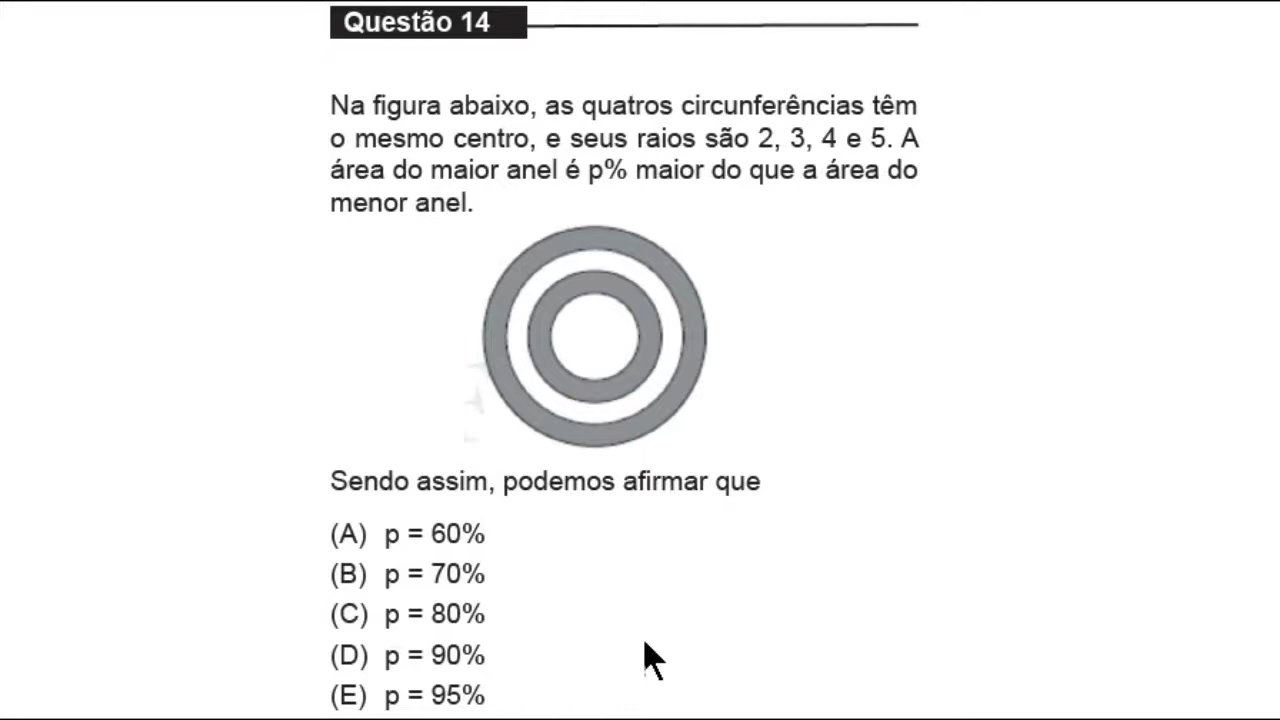 Questão 14
Na figura abaixo, as quatros circunferências têm
o mesmo centro, e seus raios são 2, 3, 4 e 5. A
área do maior anel é p% maior do que a área do
menor anel.
Sendo assim, podemos afirmar que
(A) p = 60%
(B) p = 70%
(C) p = 80%
(D) p = 90%
(E) p = 95%